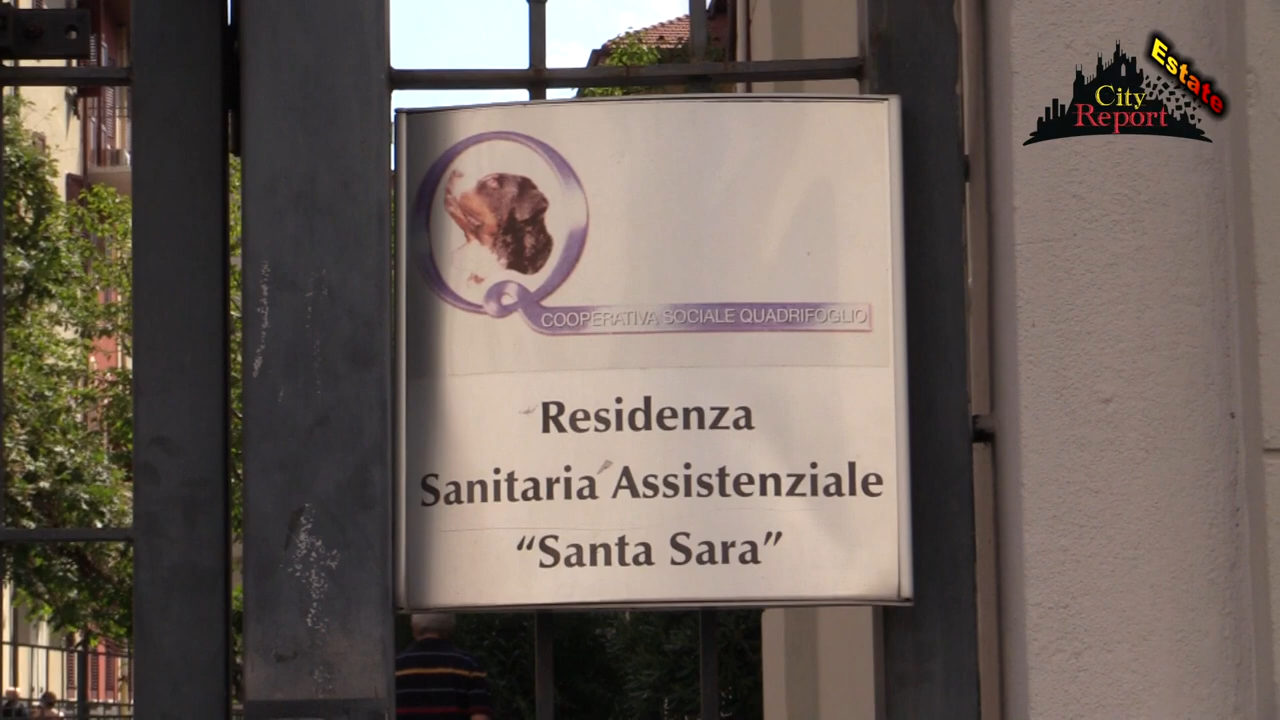 Estate
City
Report
COOPERATIVA SOCIALE QUADRIFOGLIO
Residenza
Sanitaria Assistenziale
“Santa Sara”